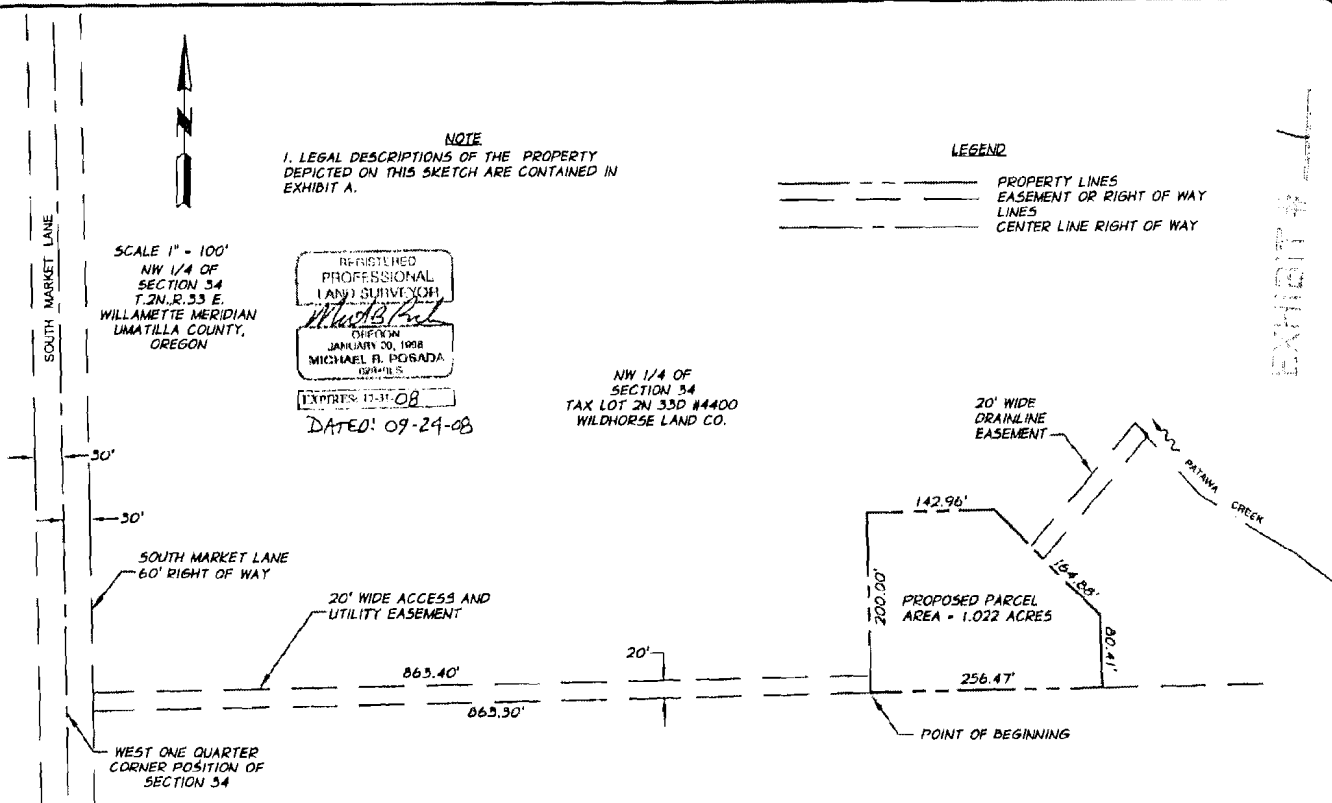 NOTE
1. LEGAL DESCRIPTIONS OF THE PROPERTY
DEPICTED ON THIS SKETCH ARE CONTAINED IN
EXHIBIT A.
LEGEND
PROPERTY LINES
EASEMENT OR RIGHT OF WAY
LINES
CENTER LINE RIGHT OF WAY
EXHIBIT #
N
SOUTH MARKET LANE
SCALE 1" = 100'
NW 1/4 OF
SECTION 34
T.2N.,R.33 E.
WILLAMETTE MERIDIAN
UMATILLA COUNTY,
OREGON
REGISTERED
PROFESSIONAL
LAND SURVEYOR
OREGON
JANUARY 20, 1998
MICHAEL B. POSADA
EXPIRES: 12-31-08
DATED: 09-24-08
NW 1/4 OF
SECTION 34
TAX LOT 2N 33D #4400
WILDHORSE LAND CO.
20' WIDE
DRAINLINE
EASEMENT
PATAWA CREEK
30'
30'
SOUTH MARKET LANE
60' RIGHT OF WAY
20' WIDE ACCESS AND
UTILITY EASEMENT
142.96'
164.88'
200.00'
PROPOSED PARCEL
AREA = 1.022 ACRES
80.41'
20'
863.40'
863.30'
256.47'
POINT OF BEGINNING
WEST ONE QUARTER
CORNER POSITION OF
SECTION 34